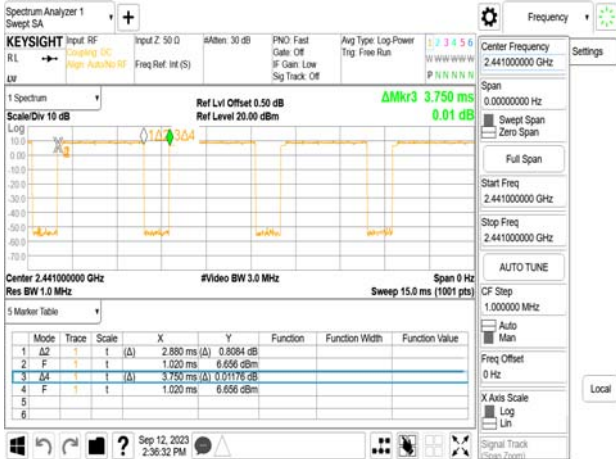 Spectrum Analyzer 1
Swept SA
+
Frequency
KEYSIGHT Input: RF
RL
Coupling: DC
Align: Auto/No RF
Input Z: 50 Ω
Freq Ref: Int (S)
#Atten: 30 dB
PNO: Fast
Gate: Off
IF Gain: Low
Sig Track: Off
Avg Type: Log-Power
Trig: Free Run
1 2 3 4 5 6
W W W W W W
P N N N N N
Center Frequency
2.441000000 GHz
Settings
Span
0.00000000 Hz
Swept Span
Zero Span
Full Span
Start Freq
2.441000000 GHz
Stop Freq
2.441000000 GHz
AUTO TUNE
CF Step
1.000000 MHz
Auto
Man
Freq Offset
0 Hz
X Axis Scale
Log
Lin
Signal Track
(Span Zoom)
Local
1 Spectrum
Scale/Div 10 dB
Ref Lvl Offset 0.50 dB
Ref Level 20.00 dBm
ΔMkr3 3.750 ms
0.01 dB
Log
10.0
0.00
-10.0
-20.0
-30.0
-40.0
-50.0
-60.0
-70.0
Center 2.441000000 GHz
Res BW 1.0 MHz
#Video BW 3.0 MHz
Span 0 Hz
Sweep 15.0 ms (1001 pts)
5 Marker Table
Mode Trace Scale X Y Function Function Width Function Value
1 Δ2 1 t (Δ) 2.880 ms (Δ) 0.8084 dB
2 F 1 t 1.020 ms 6.656 dBm
3 Δ4 1 t (Δ) 3.750 ms (Δ) 0.01176 dB
4 F 1 t 1.020 ms 6.656 dBm
5
6
Sep 12, 2023
2:36:32 PM